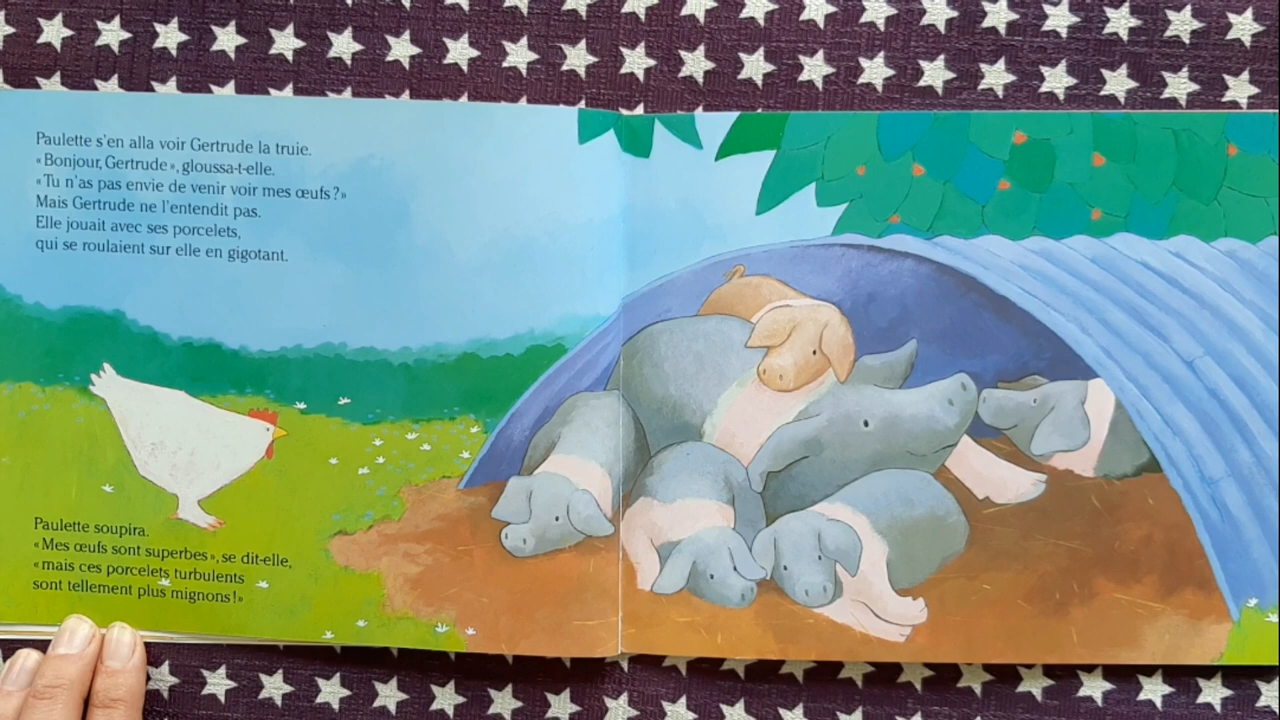 Paulette s'en alla voir Gertrude la truie.
«Bonjour, Gertrude», gloussa-t-elle.
«Tu n'as pas envie de venir voir mes œufs?»
Mais Gertrude ne l'entendit pas.
Elle jouait avec ses porcelets,
qui se roulaient sur elle en gigotant.
Paulette soupira.
«Mes œufs sont superbes», se dit-elle,
«mais ces porcelets turbulents
sont tellement plus mignons!»